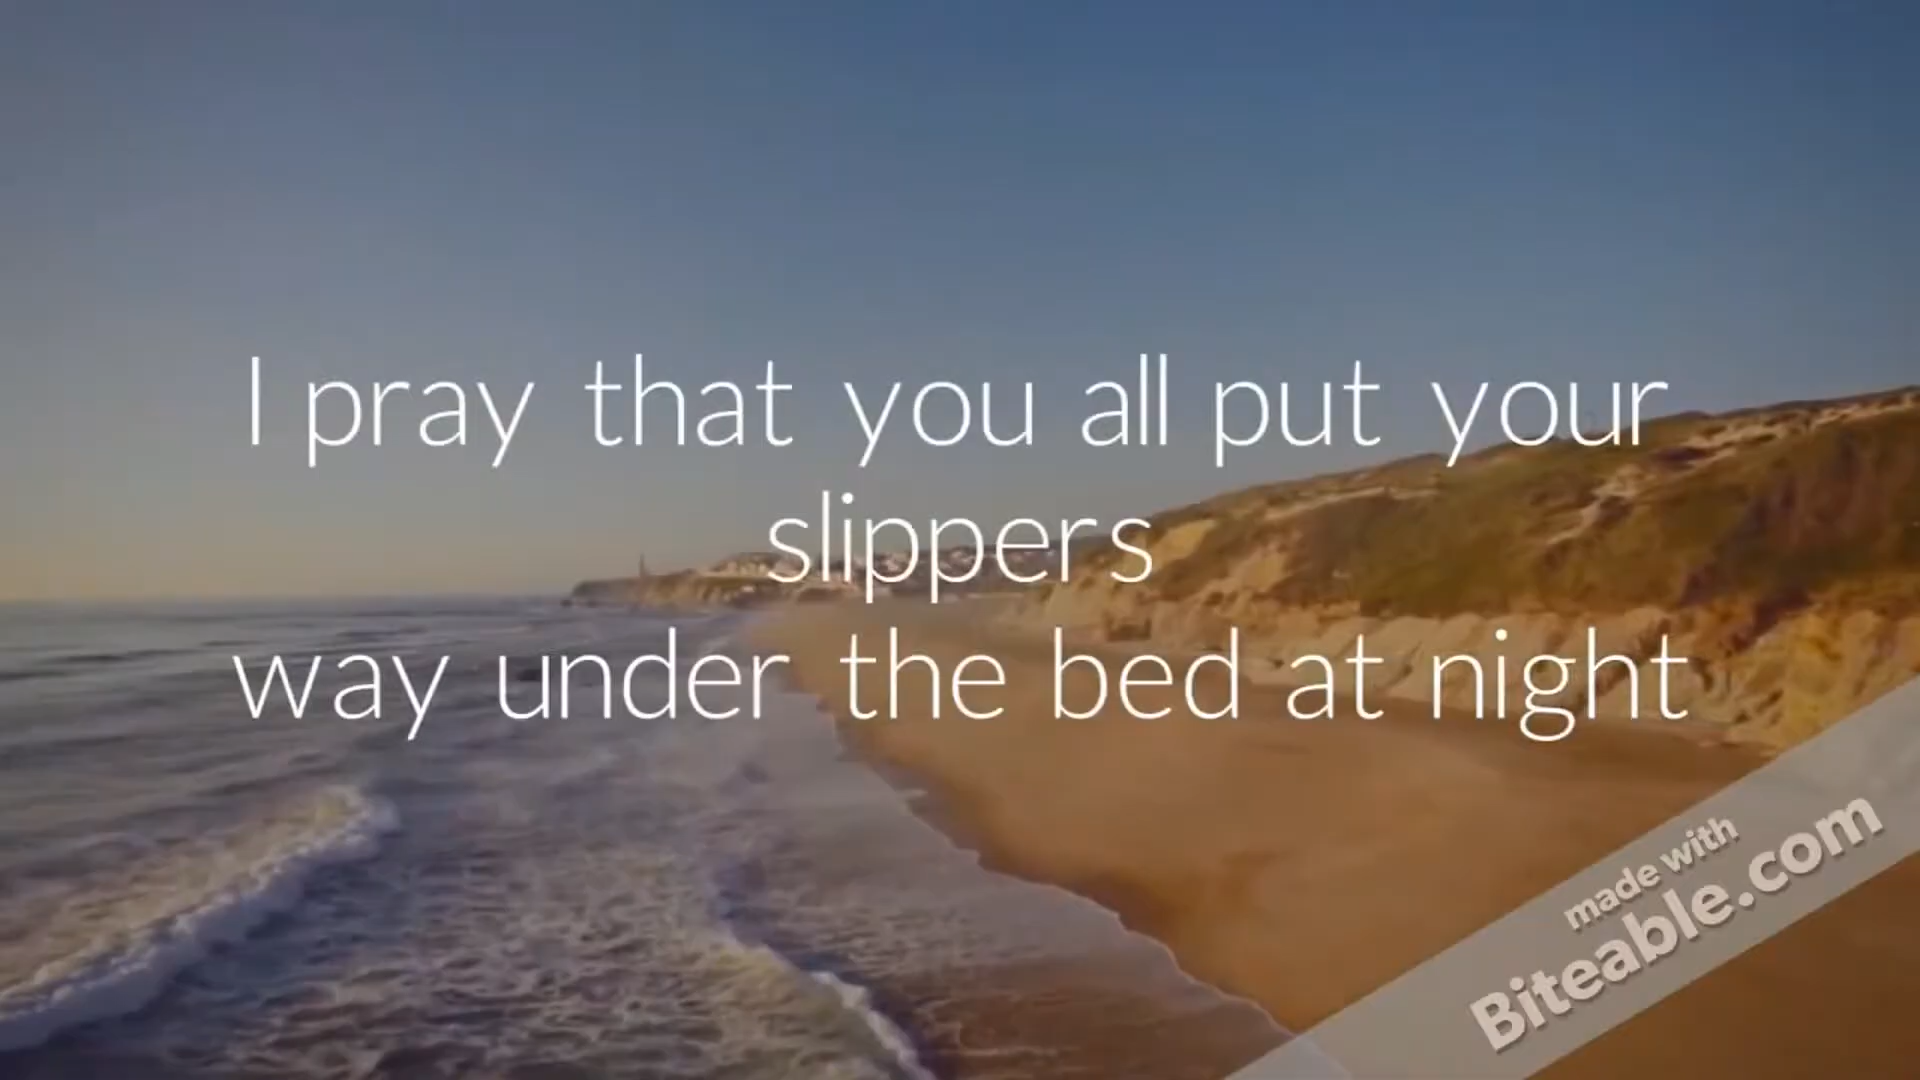 I pray that you all put your
slippers
way under the bed at night
made with
Biteable.com